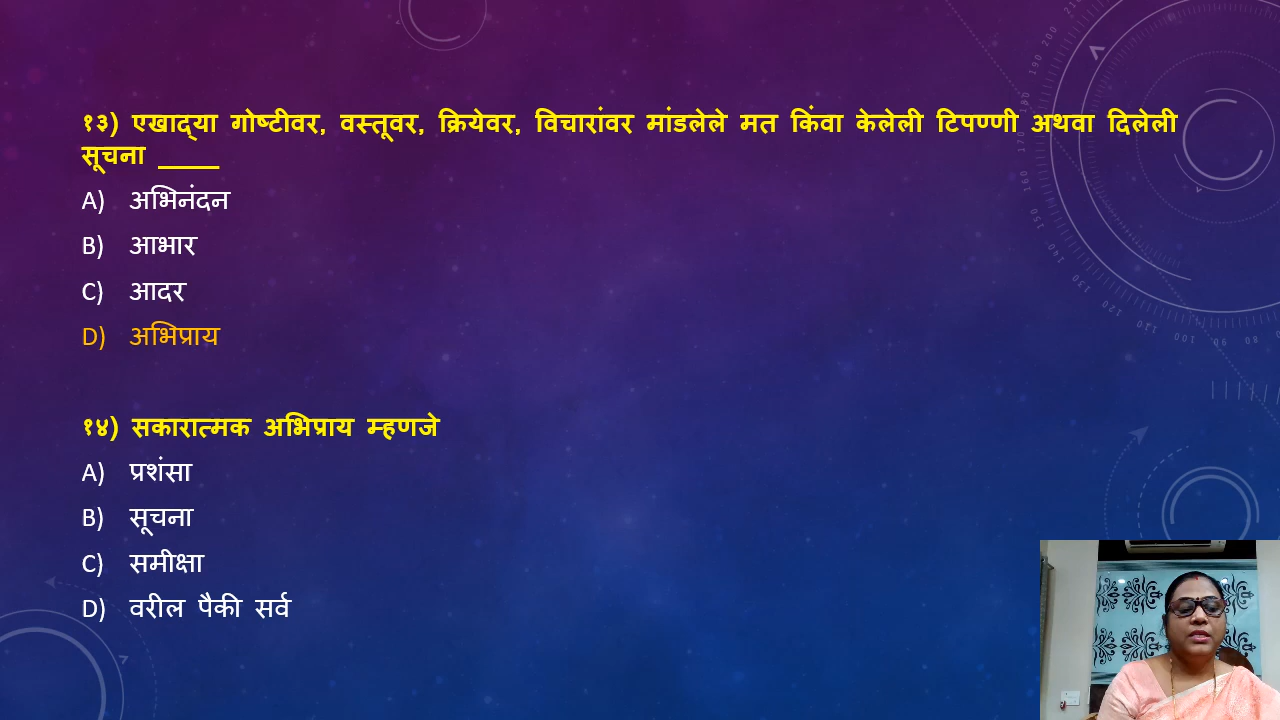 १३) एखाद्या गोष्टीवर, वस्तूवर, क्रियेवर, विचारांवर मांडलेले मत किंवा केलेली टिपण्णी अथवा दिलेली
सूचना _____
A) अभिनंदन
B) आभार
C) आदर
D) अभिप्राय
१४) सकारात्मक अभिप्राय म्हणजे
A) प्रशंसा
B) सूचना
C) समीक्षा
D) वरील पैकी सर्व